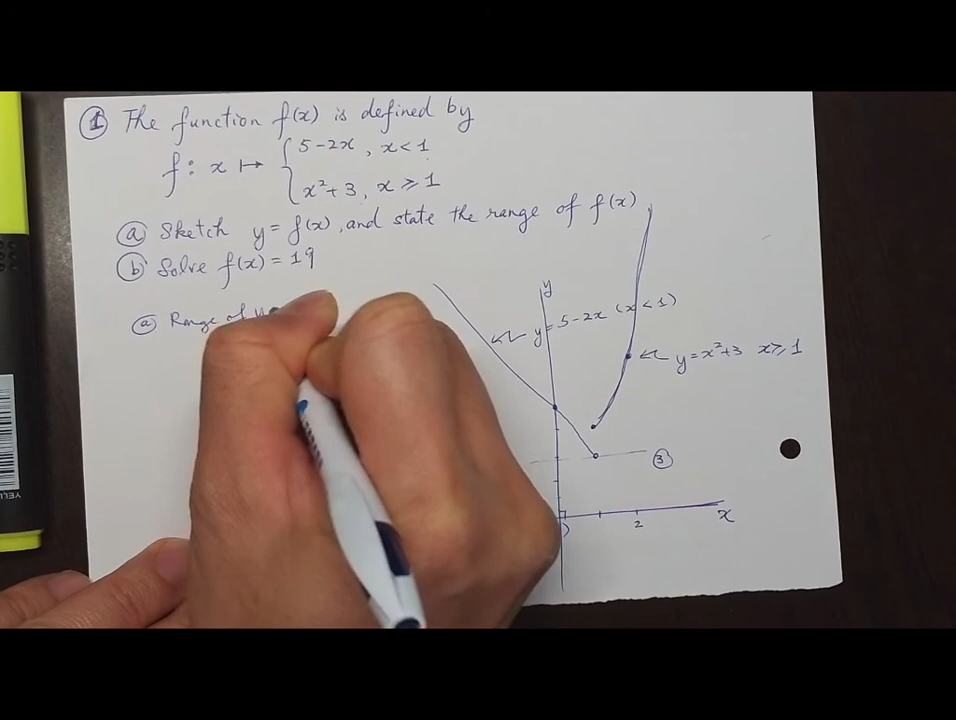 ① The function f(x) is defined by
f: x ↦ { 5-2x, x<1
x²+3, x ≥ 1
ⓐ Sketch y = f(x), and state the range of f(x)
ⓑ Solve f(x) = 19
ⓐ Range of
y
y = 5-2x (x<1)
y = x²+3 x ≥ 1
③
2
x
YELL